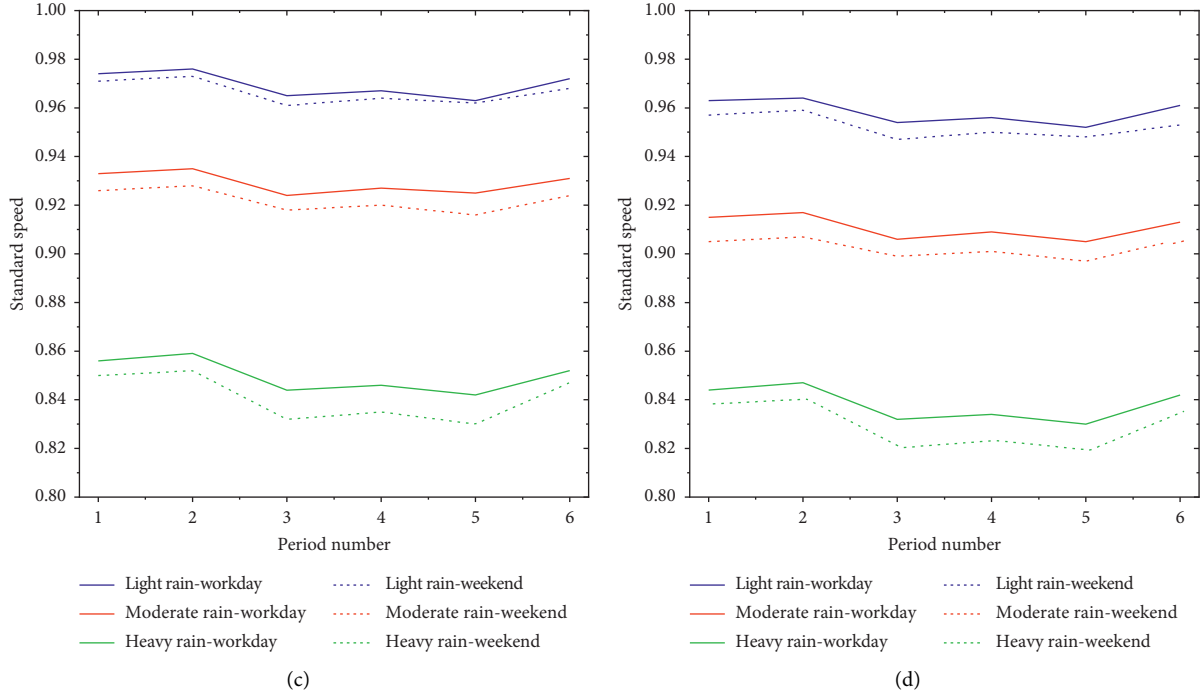 1.00
0.98
0.96
0.94
0.92
0.90
0.88
0.86
0.84
0.82
0.80
Standard speed
1 2 3 4 5 6
Period number
Light rain-workday
Moderate rain-workday
Heavy rain-workday
Light rain-weekend
Moderate rain-weekend
Heavy rain-weekend
(c)
1.00
0.98
0.96
0.94
0.92
0.90
0.88
0.86
0.84
0.82
0.80
Standard speed
1 2 3 4 5 6
Period number
Light rain-workday
Moderate rain-workday
Heavy rain-workday
Light rain-weekend
Moderate rain-weekend
Heavy rain-weekend
(d)